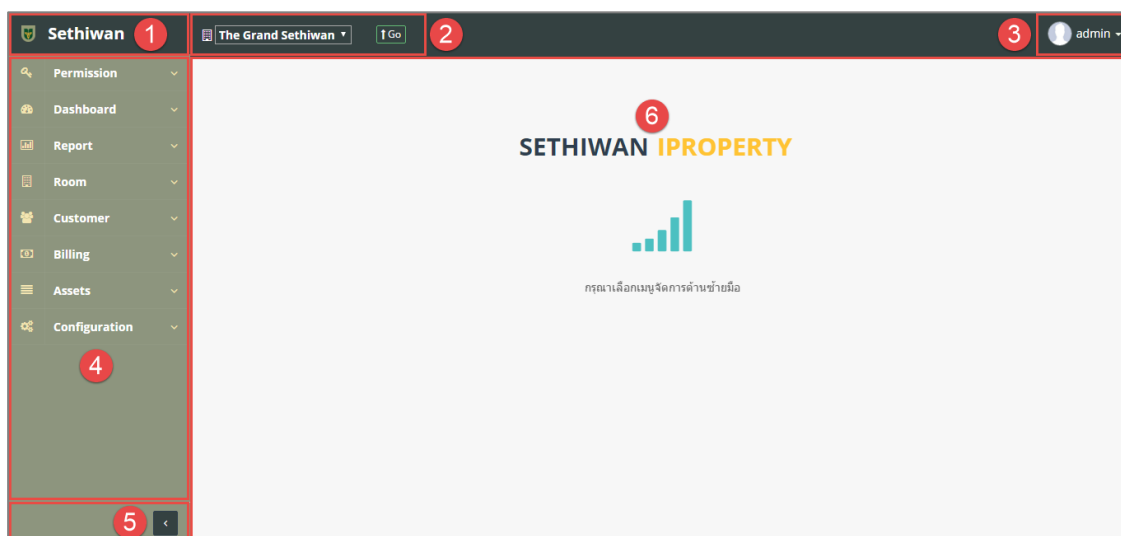 Sethiwan 1
The Grand Sethiwan Go 2
3 admin
Permission
Dashboard
Report
Room
Customer
Billing
Assets
Configuration
4
5
6
SETHIWAN IPROPERTY
กรุณาเลือกเมนูจัดการด้านซ้ายมือ